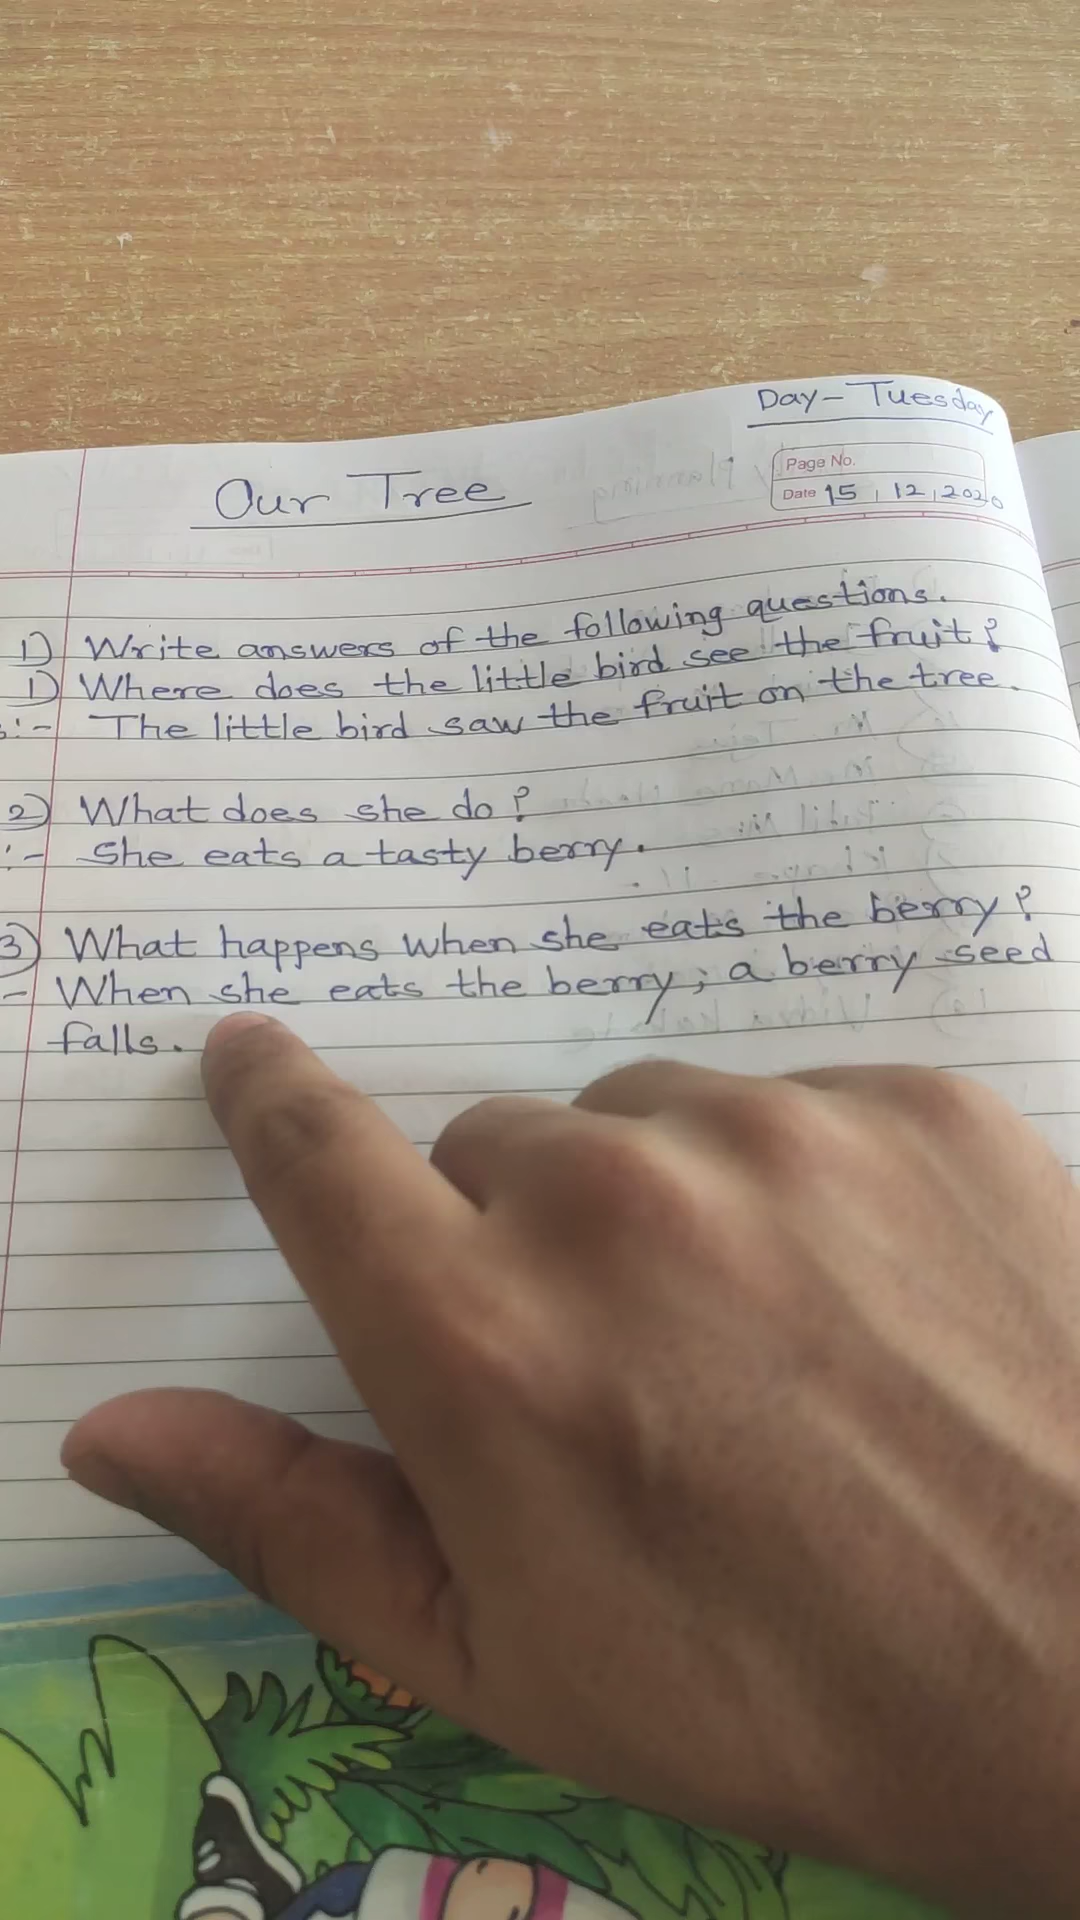 Day - Tuesday
Page No.
Our Tree
Date 15, 12, 2020
1) Write answers of the following questions.
1) Where does the little bird see the fruit?
:- The little bird saw the fruit on the tree.
2) What does she do?
:- She eats a tasty berry.
3) What happens when she eats the berry?
- When she eats the berry, a berry seed
falls.